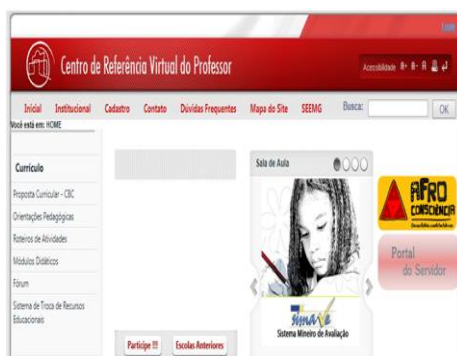 Login
Centro de Referência Virtual do Professor
Acessibilidade A+ A- A
Inicial Institucional Cadastro Contato Dúvidas Frequentes Mapa do Site SEEMG Busca: OK
Você está em: HOME
Currículo
Proposta Curricular - CBC
Orientações Pedagógicas
Roteiros de Atividades
Módulos Didáticos
Fórum
Sistema de Troca de Recursos
Educacionais
Sala de Aula
Simave
Sistema Mineiro de Avaliação
Participe !!!
Escolas Anteriores
AFRO
CONSCIÊNCIA
Portal
do Servidor